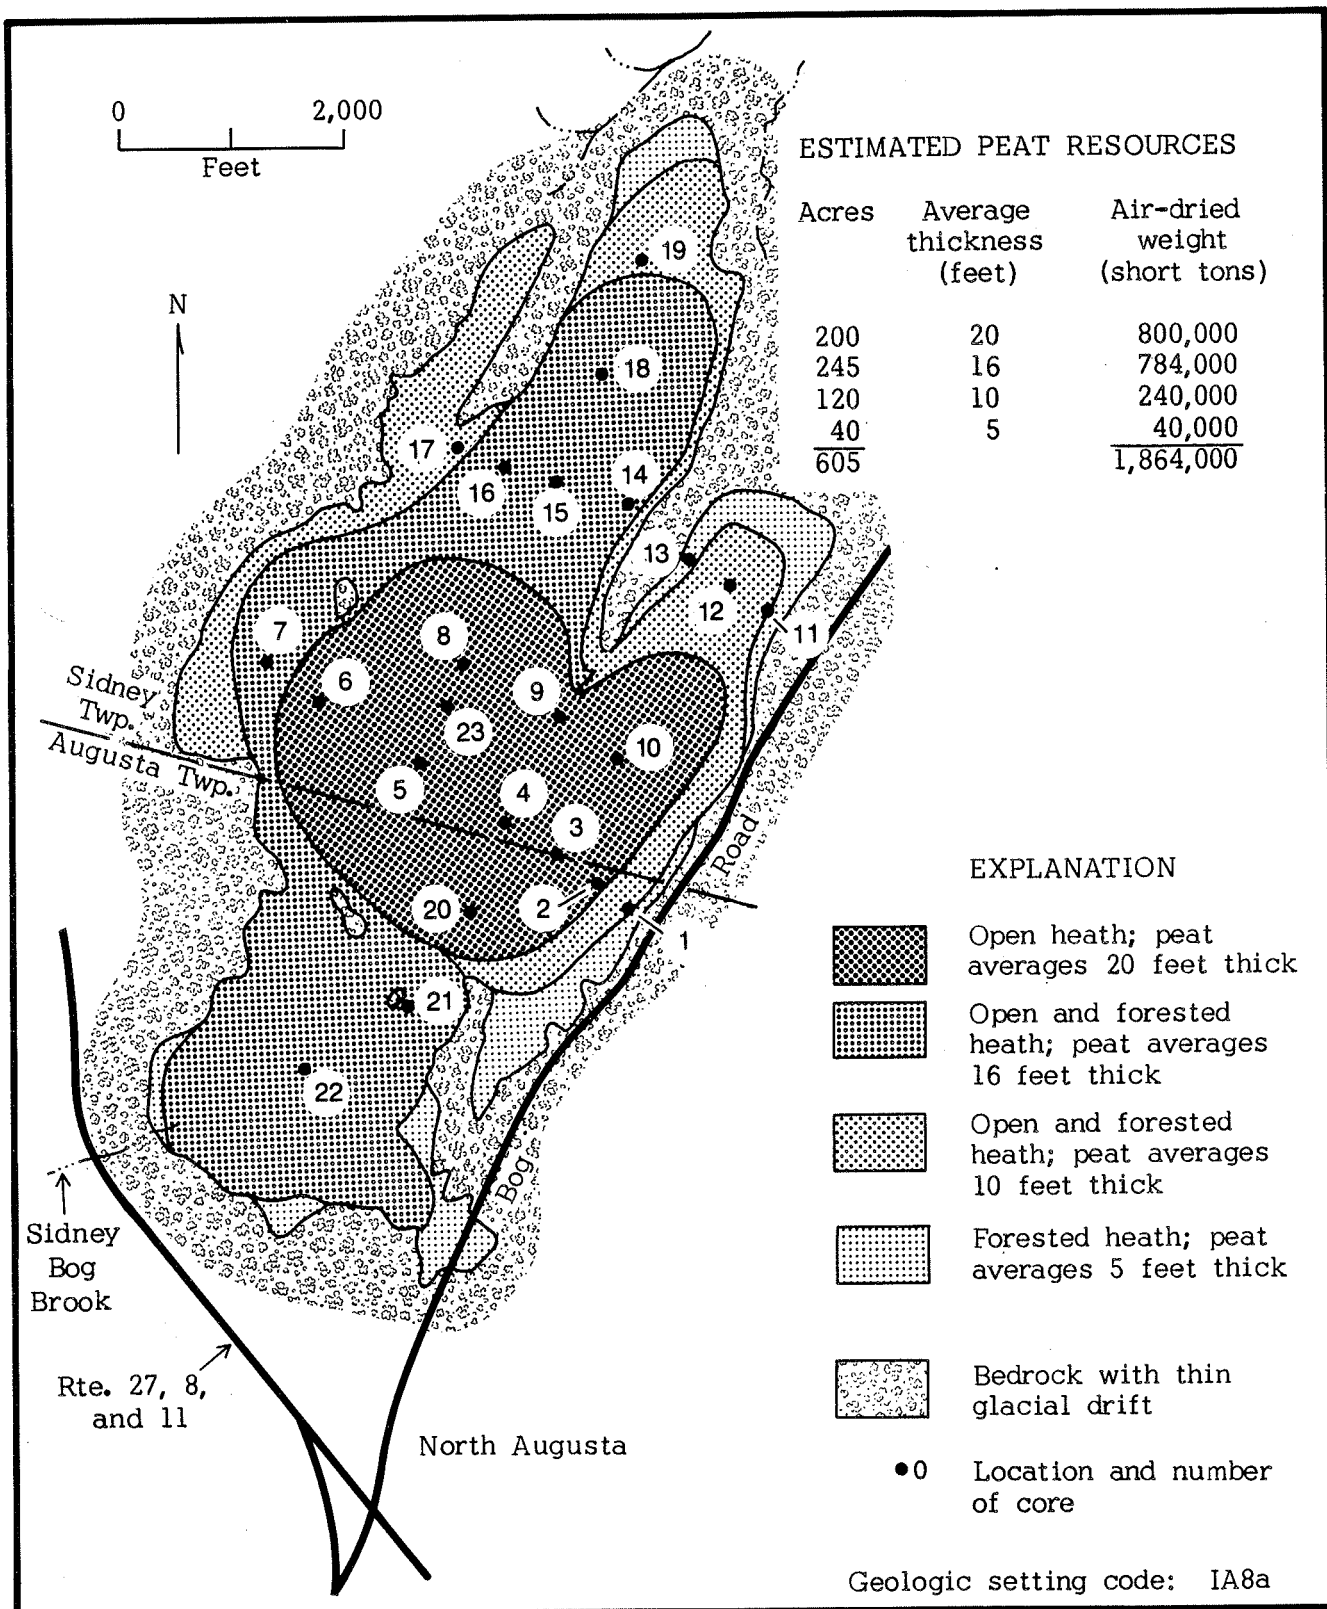 0 2,000
Feet
N
ESTIMATED PEAT RESOURCES
Acres Average Air-dried
thickness weight
(feet) (short tons)
200 20 800,000
245 16 784,000
120 10 240,000
40 5 40,000
605 1,864,000
19
18
17
16
15
14
13
12
11
7
8
6
9
23
10
5
4
3
20
2
1
21
22
Sidney
Twp.
Augusta Twp.
Bog Road
Sidney
Bog
Brook
Rte. 27, 8,
and 11
North Augusta
EXPLANATION
Open heath; peat
averages 20 feet thick
Open and forested
heath; peat averages
16 feet thick
Open and forested
heath; peat averages
10 feet thick
Forested heath; peat
averages 5 feet thick
Bedrock with thin
glacial drift
0 Location and number
of core
Geologic setting code: IA8a